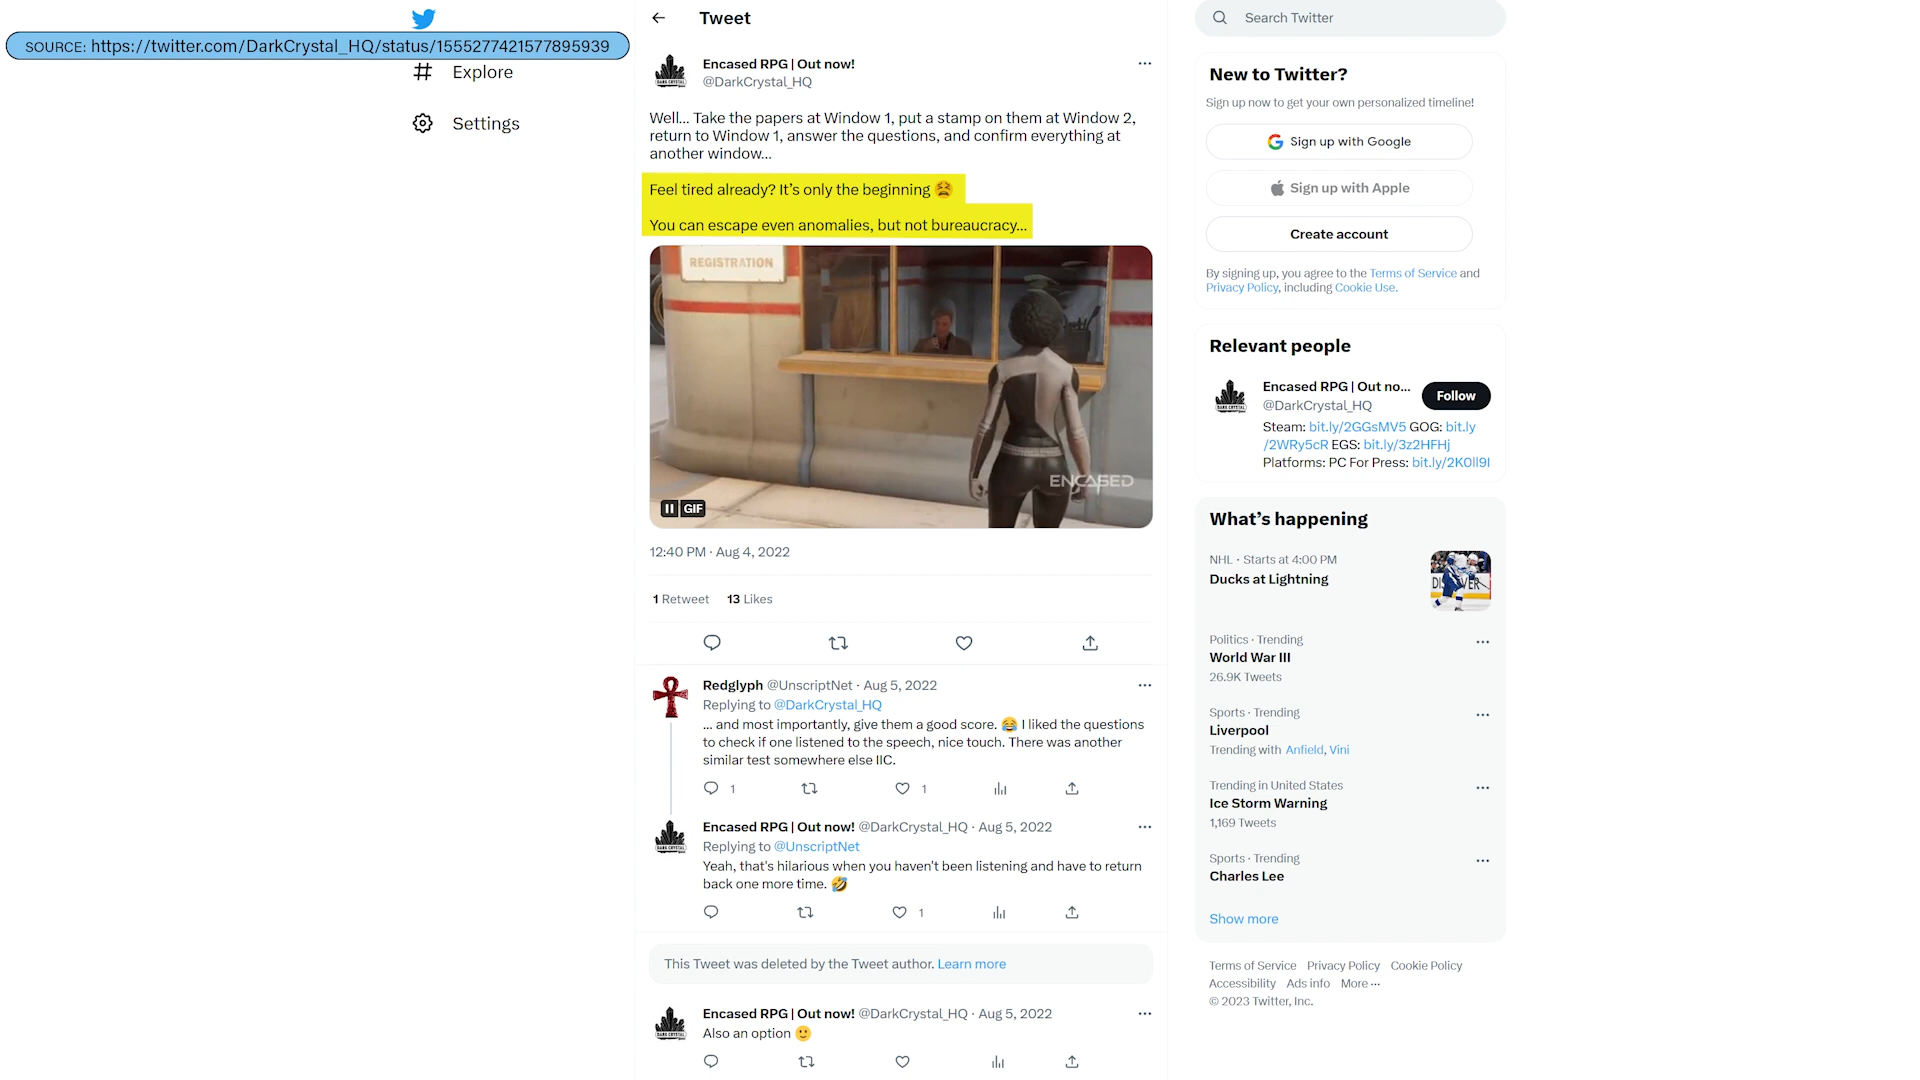 SOURCE: https://twitter.com/DarkCrystal_HQ/status/1555277421577895939
Explore
Settings
Tweet
Encased RPG | Out now!
@DarkCrystal_HQ
Well... Take the papers at Window 1, put a stamp on them at Window 2,
return to Window 1, answer the questions, and confirm everything at
another window...
Feel tired already? It's only the beginning 😫
You can escape even anomalies, but not bureaucracy...
REGISTRATION
ENCASED
GIF
12:40 PM · Aug 4, 2022
1 Retweet 13 Likes
Redglyph @UnscriptNet · Aug 5, 2022
Replying to @DarkCrystal_HQ
... and most importantly, give them a good score. 😂 I liked the questions
to check if one listened to the speech, nice touch. There was another
similar test somewhere else IIC.
1 1
Encased RPG | Out now! @DarkCrystal_HQ · Aug 5, 2022
Replying to @UnscriptNet
Yeah, that's hilarious when you haven't been listening and have to return
back one more time. 🤣
1
This Tweet was deleted by the Tweet author. Learn more
Encased RPG | Out now! @DarkCrystal_HQ · Aug 5, 2022
Also an option 🙂
Search Twitter
New to Twitter?
Sign up now to get your own personalized timeline!
Sign up with Google
Sign up with Apple
Create account
By signing up, you agree to the Terms of Service and
Privacy Policy, including Cookie Use.
Relevant people
Encased RPG | Out no...
@DarkCrystal_HQ
Follow
Steam: bit.ly/2GGsMV5 GOG: bit.ly
/2WRy5cR EGS: bit.ly/3z2HFHj
Platforms: PC For Press: bit.ly/2K0ll9I
What's happening
NHL · Starts at 4:00 PM
Ducks at Lightning
Politics · Trending
World War III
26.9K Tweets
Sports · Trending
Liverpool
Trending with Anfield, Vini
Trending in United States
Ice Storm Warning
1,169 Tweets
Sports · Trending
Charles Lee
Show more
Terms of Service Privacy Policy Cookie Policy
Accessibility Ads info More ···
© 2023 Twitter, Inc.